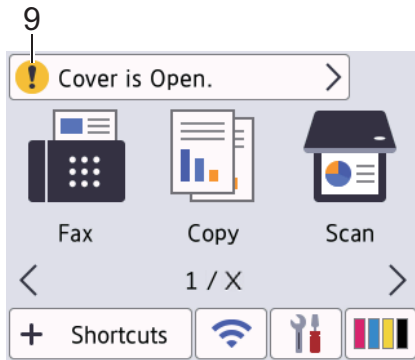 9
! Cover is Open. >
Fax Copy Scan
< 1 / X >
+ Shortcuts